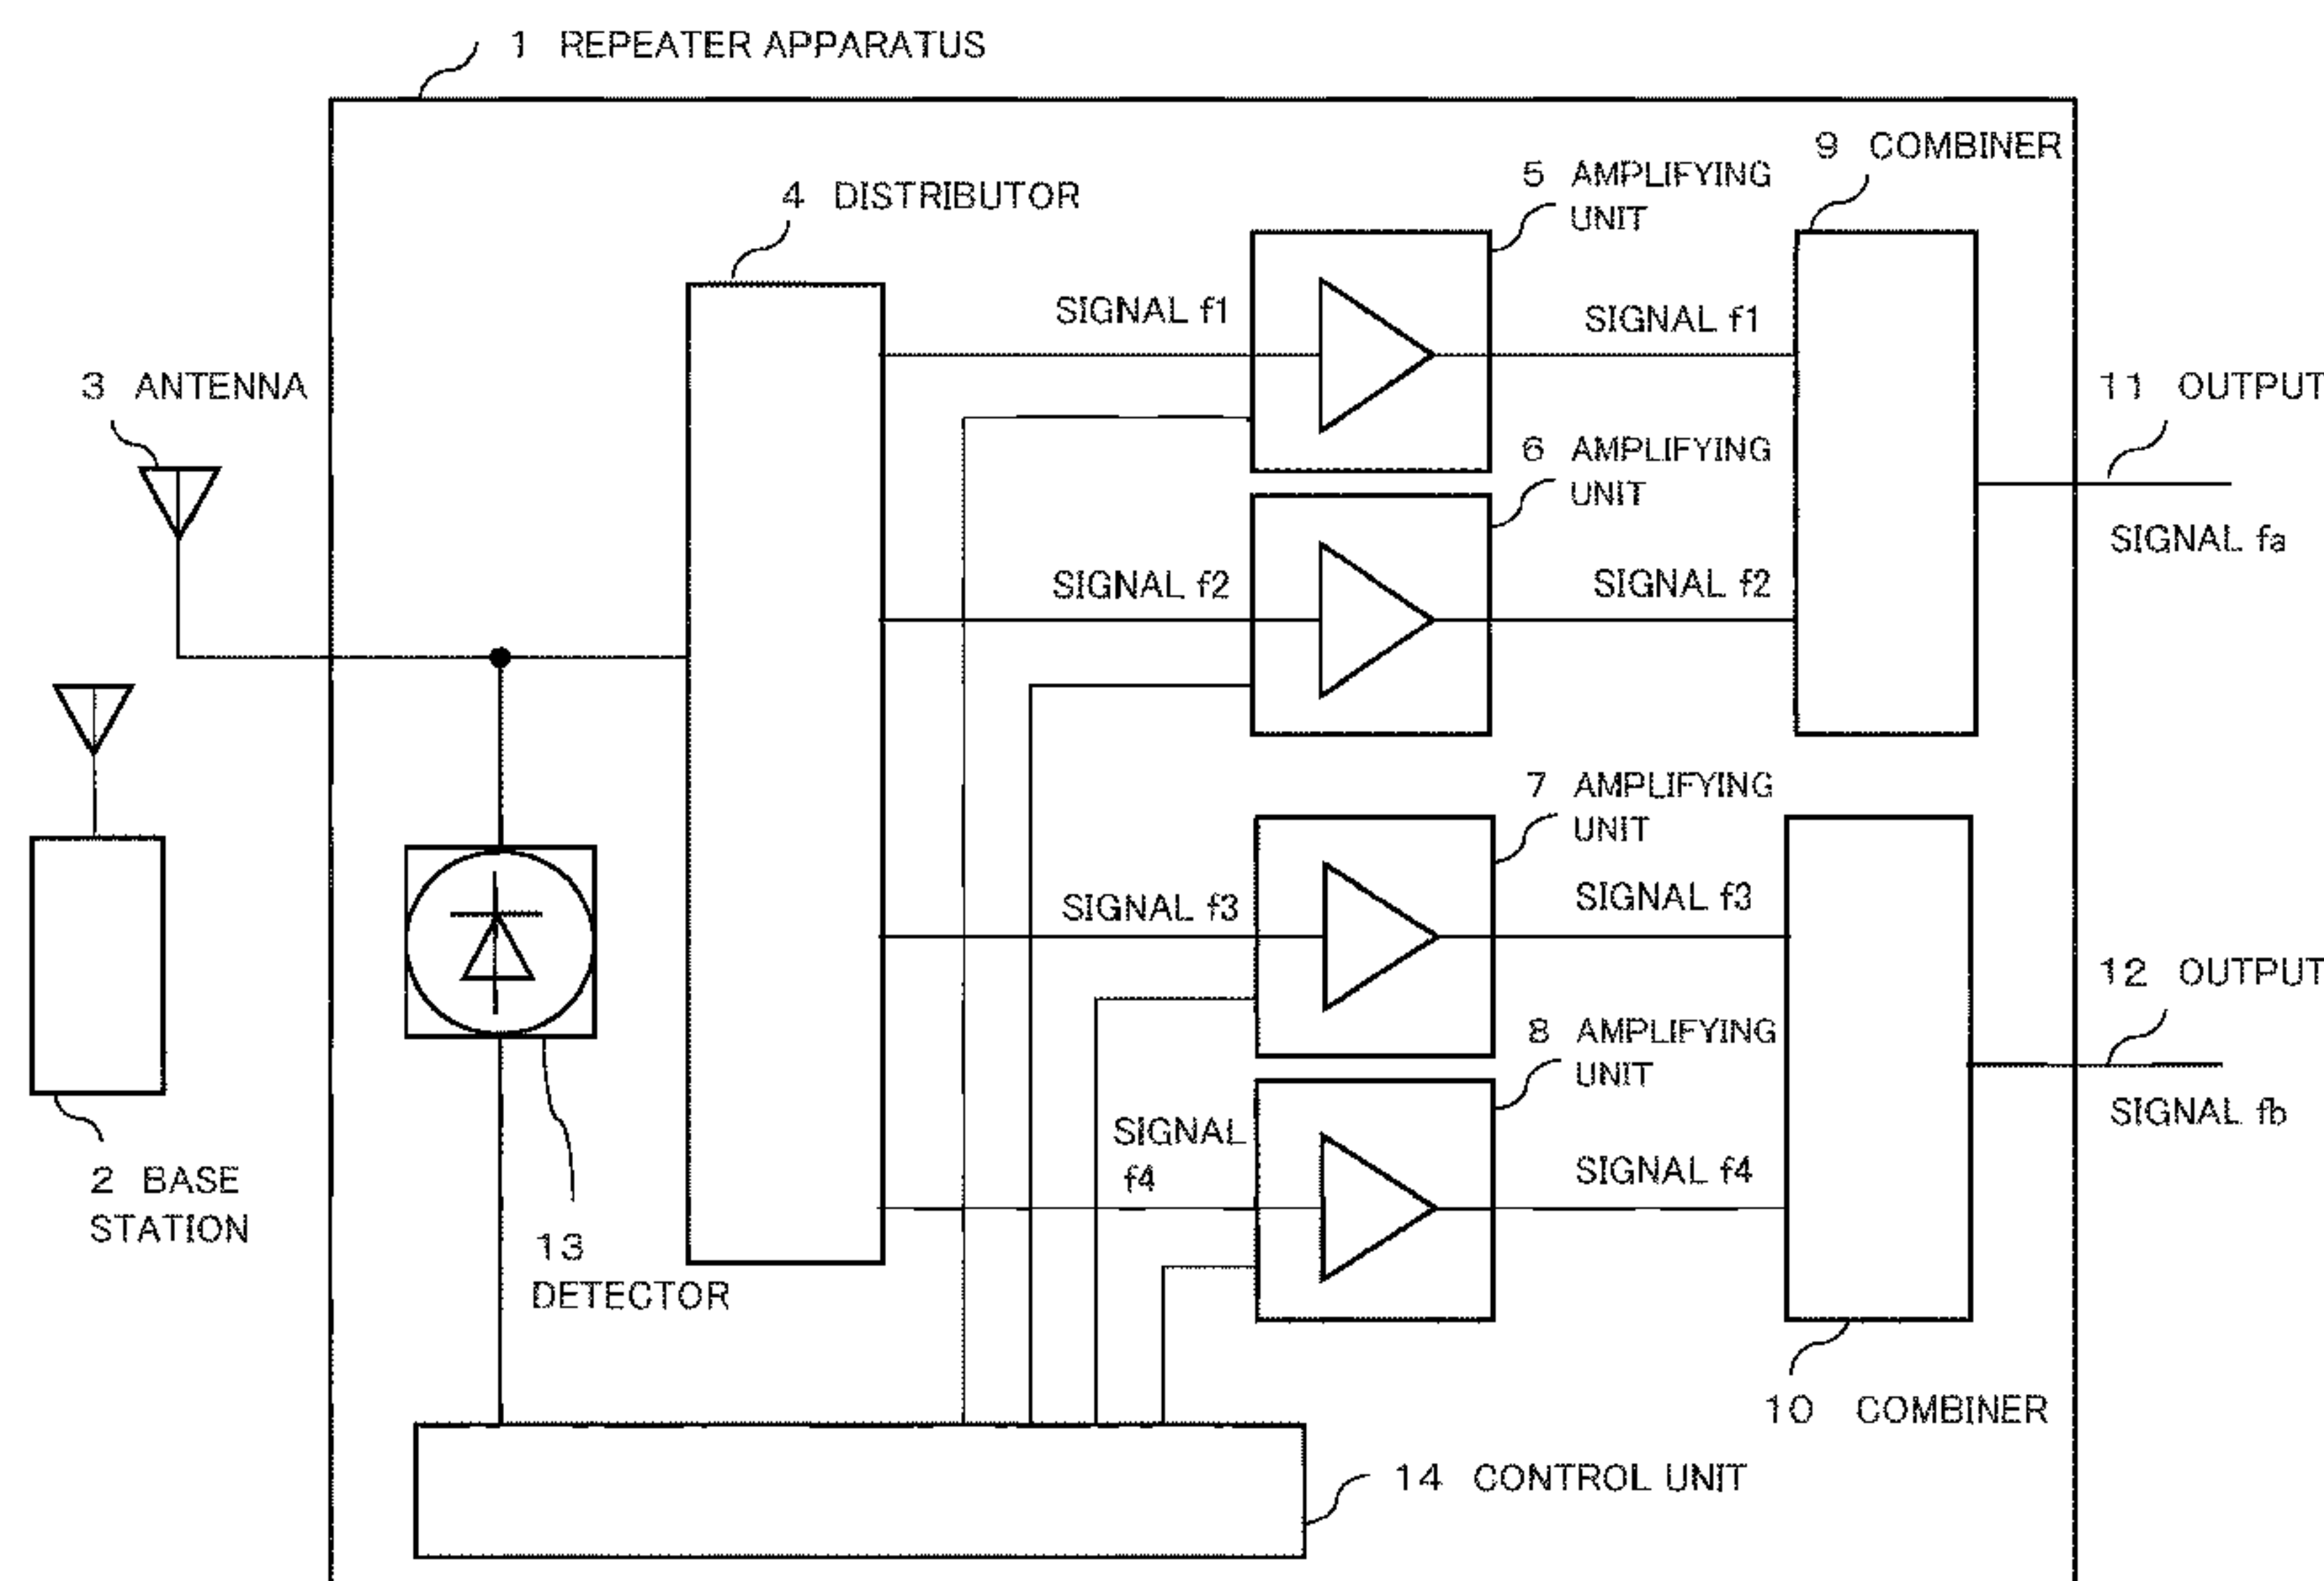 1 REPEATER APPARATUS
9 COMBINER
5 AMPLIFYING
UNIT
4 DISTRIBUTOR
SIGNAL f1
SIGNAL f1
3 ANTENNA
11 OUTPUT
6 AMPLIFYING
UNIT
SIGNAL fa
SIGNAL f2
SIGNAL f2
7 AMPLIFYING
UNIT
SIGNAL f3
SIGNAL f3
12 OUTPUT
8 AMPLIFYING
UNIT
SIGNAL fb
SIGNAL
f4
SIGNAL f4
2 BASE
STATION
13
DETECTOR
10 COMBINER
14 CONTROL UNIT